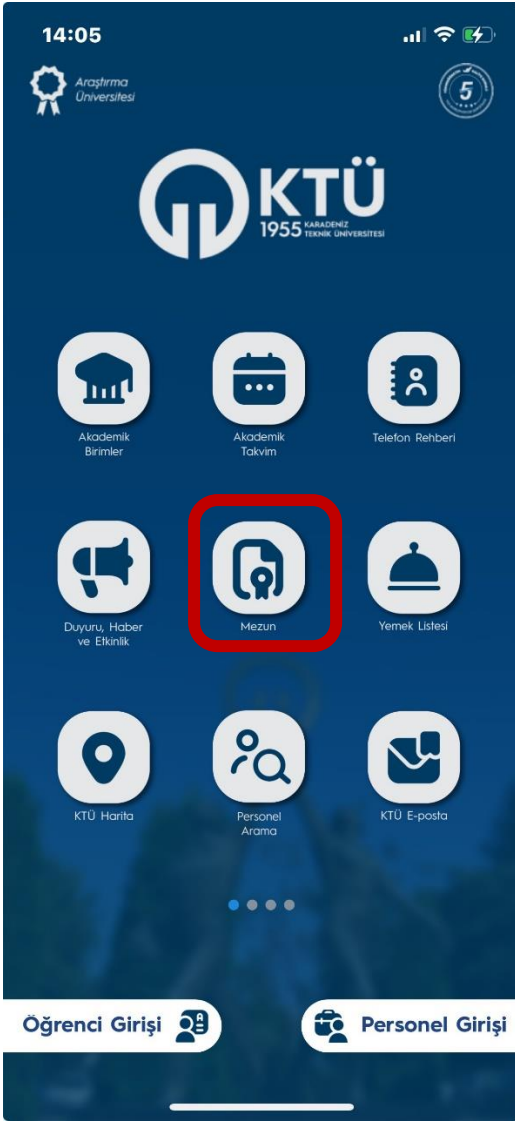 14:05
Araştırma
Üniversitesi
5
KTÜ
1955 KARADENİZ
TEKNİK ÜNİVERSİTESİ
Akademik
Birimler
Akademik
Takvim
Telefon Rehberi
Duyuru, Haber
ve Etkinlik
Mezun
Yemek Listesi
KTÜ Harita
Personel
Arama
KTÜ E-posta
Öğrenci Girişi
Personel Girişi